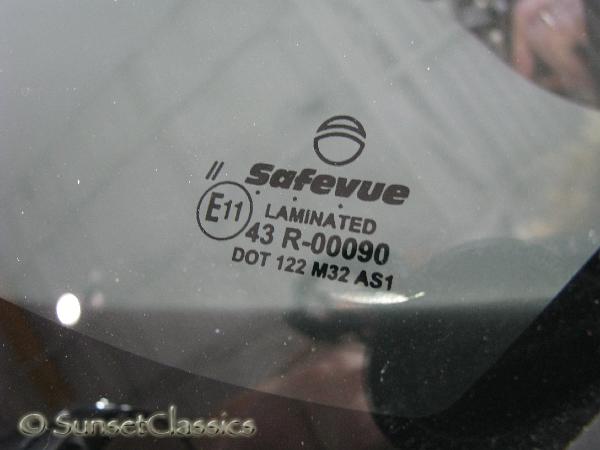 // Safevue
E11 LAMINATED
43 R-00090
DOT 122 M32 AS1
© SunsetClassics